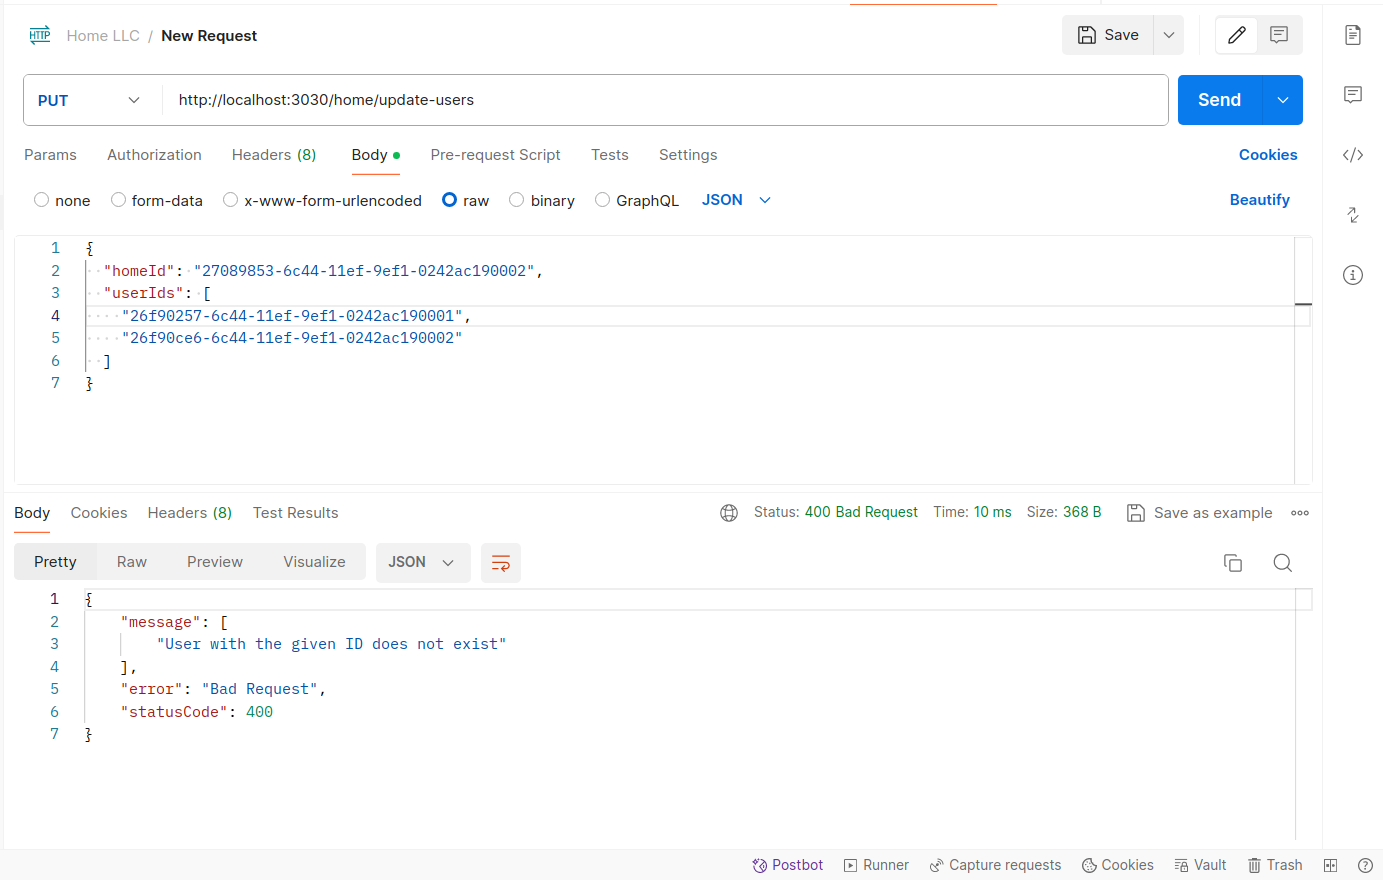 HTTP Home LLC / New Request
Save
PUT http://localhost:3030/home/update-users Send
Params Authorization Headers (8) Body Pre-request Script Tests Settings Cookies
none form-data x-www-form-urlencoded raw binary GraphQL JSON Beautify
1 {
2 "homeId": "27089853-6c44-11ef-9ef1-0242ac190002",
3 "userIds": [
4 "26f90257-6c44-11ef-9ef1-0242ac190001",
5 "26f90ce6-6c44-11ef-9ef1-0242ac190002"
6 ]
7 }
Body Cookies Headers (8) Test Results Status: 400 Bad Request Time: 10 ms Size: 368 B Save as example
Pretty Raw Preview Visualize JSON
1 {
2 "message": [
3 "User with the given ID does not exist"
4 ],
5 "error": "Bad Request",
6 "statusCode": 400
7 }
Postbot Runner Capture requests Cookies Vault Trash